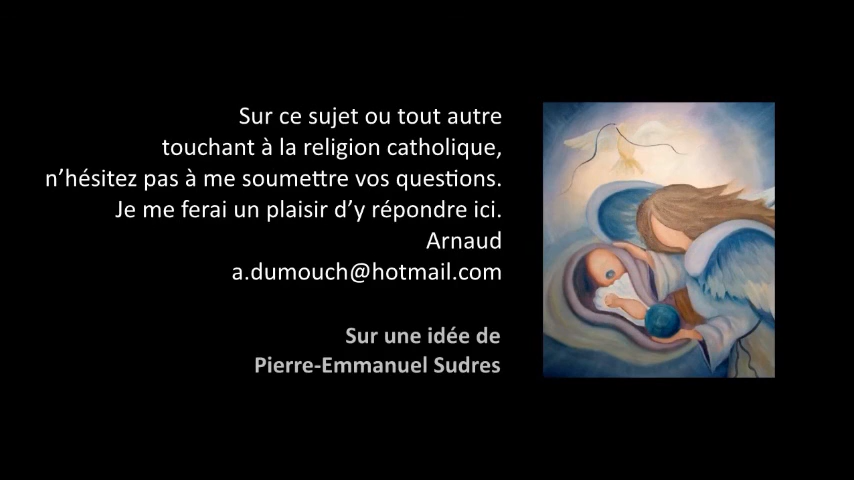 Sur ce sujet ou tout autre
touchant à la religion catholique,
n’hésitez pas à me soumettre vos questions.
Je me ferai un plaisir d’y répondre ici.
Arnaud
a.dumouch@hotmail.com
Sur une idée de
Pierre-Emmanuel Sudres